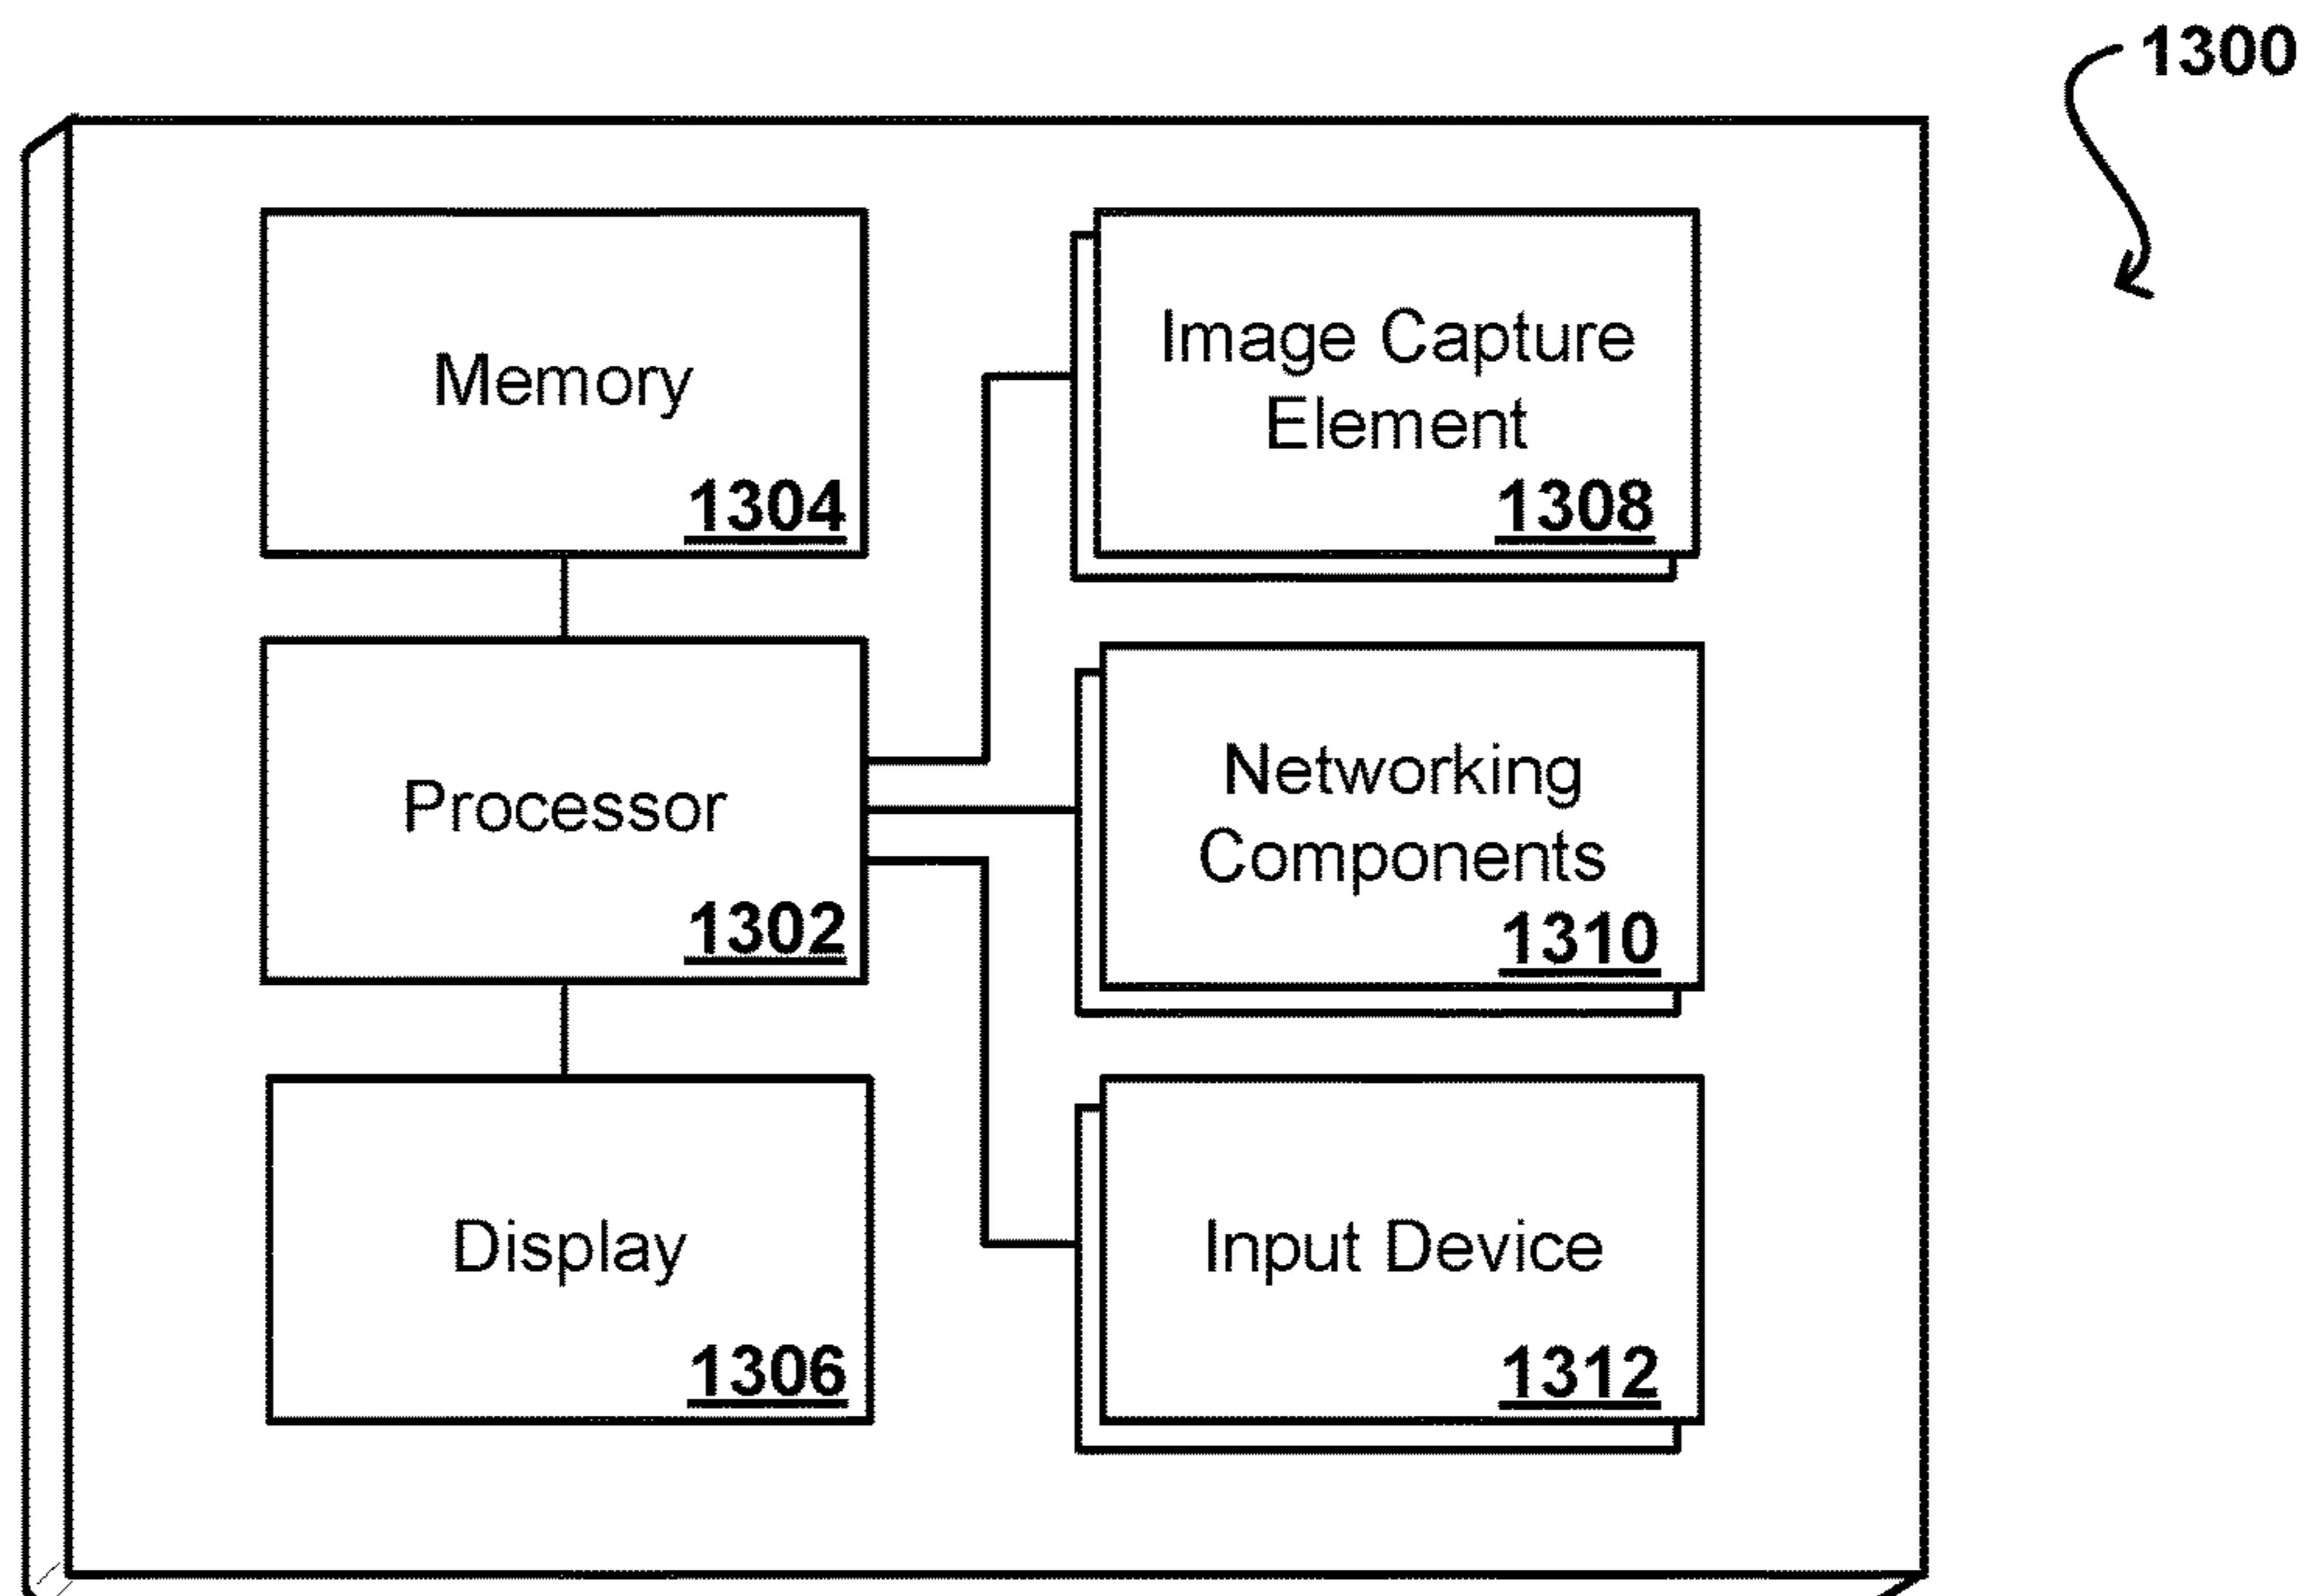 1300
Memory
1304
Image Capture
Element
1308
Processor
1302
Networking
Components
1310
Display
1306
Input Device
1312